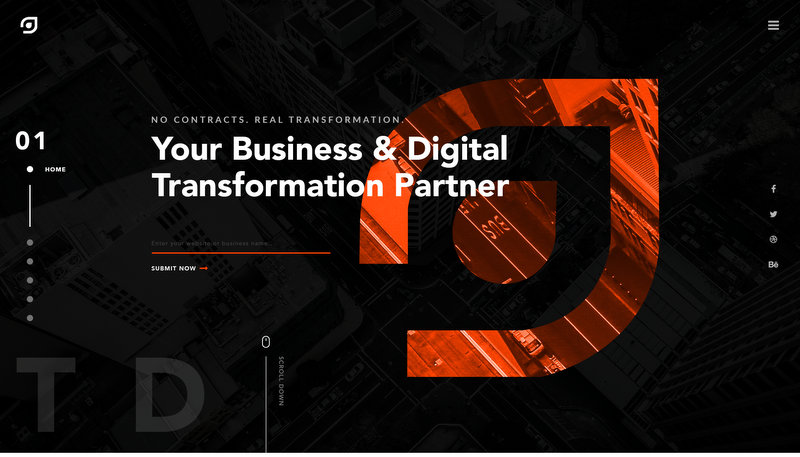 NO CONTRACTS. REAL TRANSFORMATION.
01
Your Business & Digital
Transformation Partner
HOME
Enter your website or business name...
SUBMIT NOW
SCROLL DOWN
T D
BUS
f
Bē